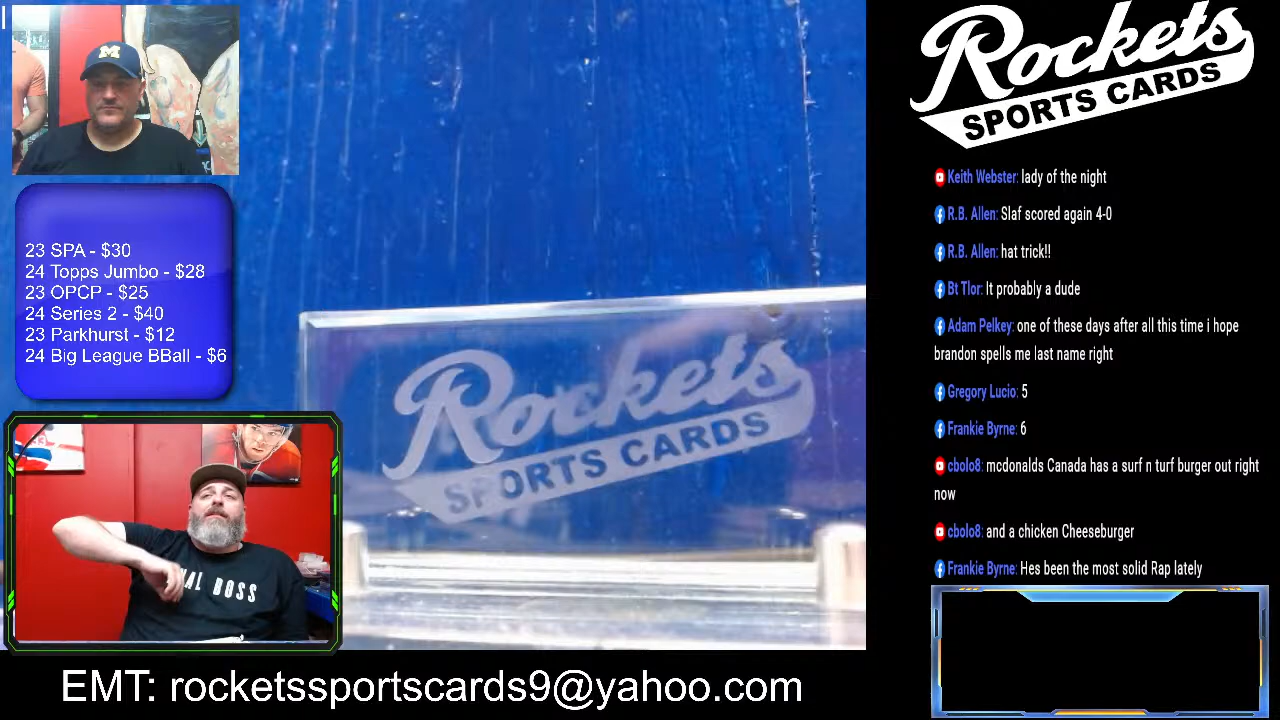 M
23 SPA - $30
24 Topps Jumbo - $28
23 OPCP - $25
24 Series 2 - $40
23 Parkhurst - $12
24 Big League BBall - $6
BOSS
Rockets
SPORTS CARDS
EMT: rocketssportscards9@yahoo.com
Rockets
SPORTS CARDS
Keith Webster: lady of the night
R.B. Allen: Slaf scored again 4-0
R.B. Allen: hat trick!!
Bt Tlor: It probably a dude
Adam Pelkey: one of these days after all this time i hope
brandon spells me last name right
Gregory Lucio: 5
Frankie Byrne: 6
cbolo8: mcdonalds Canada has a surf n turf burger out right
now
cbolo8: and a chicken Cheeseburger
Frankie Byrne: Hes been the most solid Rap lately